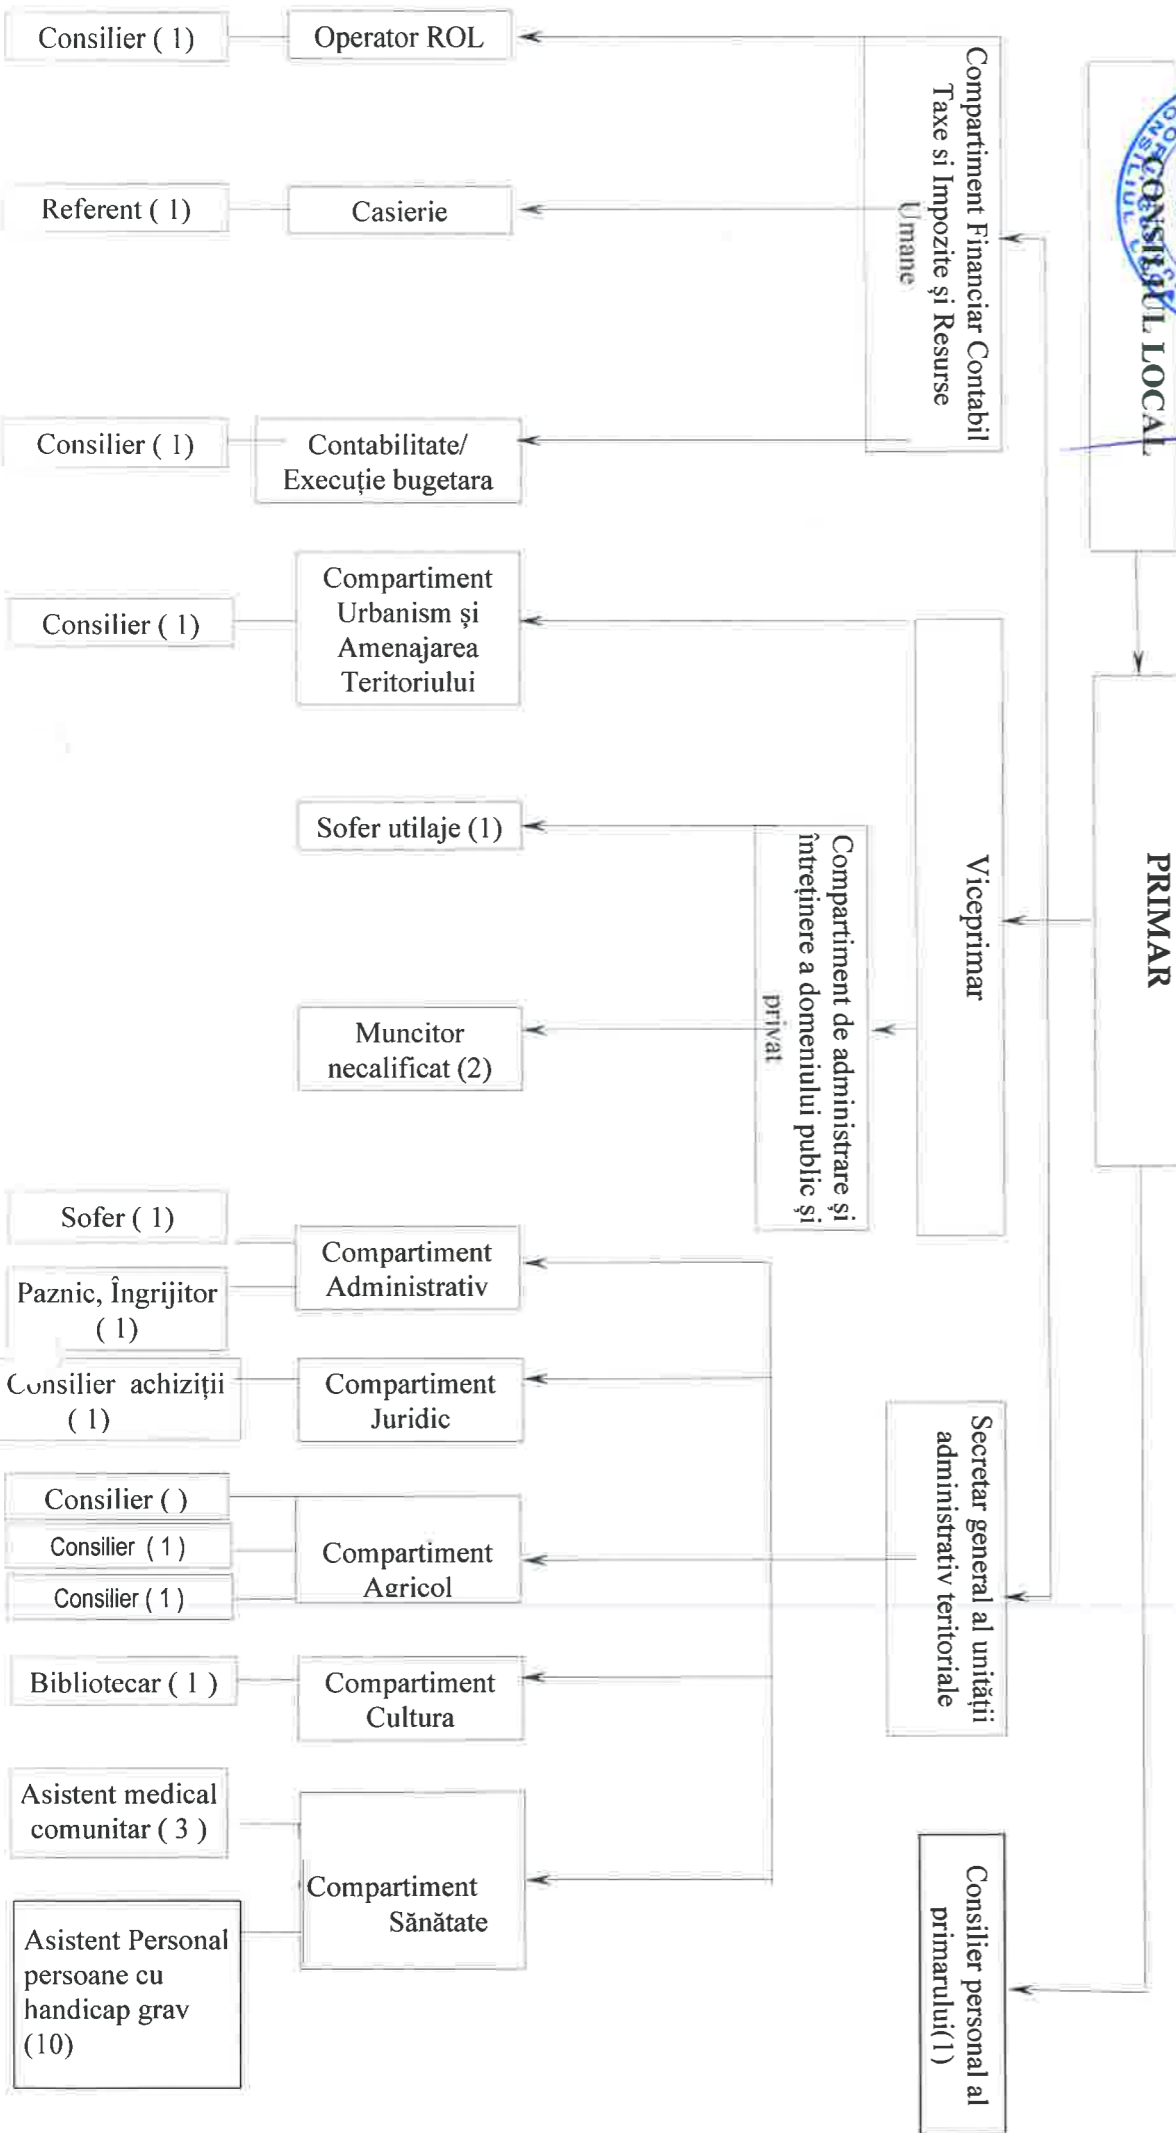 CONSILIUL LOCAL
PRIMAR
Compartiment Financiar Contabil
Taxe si Impozite și Resurse
Umane
Viceprimar
Secretar general al unității
administrativ teritoriale
Consilier personal al
primarului(1)
Compartiment de administrare și
întreținere a domeniului public și
privat
Operator ROL
Consilier ( 1)
Casierie
Referent ( 1)
Contabilitate/
Execuție bugetara
Consilier ( 1)
Compartiment
Urbanism și
Amenajarea
Teritoriului
Consilier ( 1)
Sofer utilaje (1)
Muncitor
necalificat (2)
Compartiment
Administrativ
Sofer ( 1)
Paznic, Îngrijitor
( 1)
Compartiment
Juridic
Consilier achiziții
( 1)
Compartiment
Agricol
Consilier ( )
Consilier ( 1 )
Consilier ( 1 )
Compartiment
Cultura
Bibliotecar ( 1 )
Compartiment
Sănătate
Asistent medical
comunitar ( 3 )
Asistent Personal
persoane cu
handicap grav
(10)